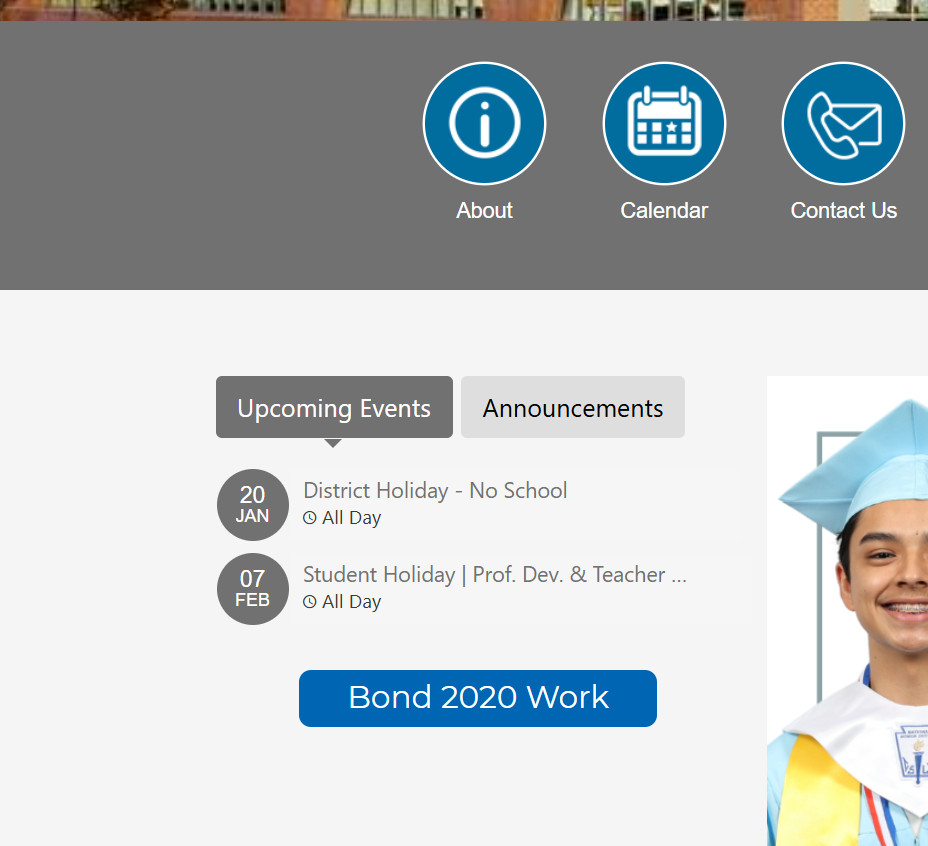 About
Calendar
Contact Us
Upcoming Events
Announcements
20
JAN
District Holiday - No School
All Day
07
FEB
Student Holiday | Prof. Dev. & Teacher ...
All Day
Bond 2020 Work